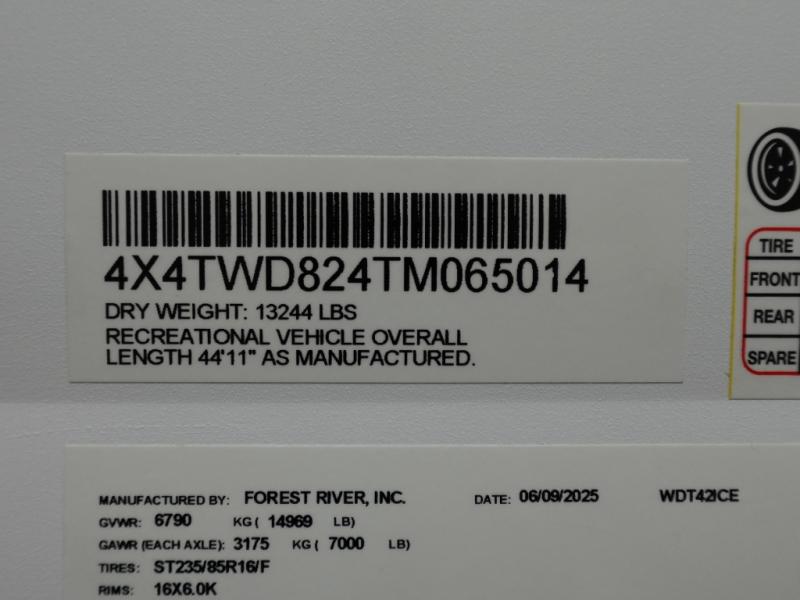 4X4TWD824TM065014
DRY WEIGHT: 13244 LBS
RECREATIONAL VEHICLE OVERALL
LENGTH 44'11" AS MANUFACTURED.
TIRE
FRONT
REAR
SPARE
MANUFACTURED BY: FOREST RIVER, INC. DATE: 06/09/2025 WDT42ICE
GVWR: 6790 KG ( 14969 LB)
GAWR (EACH AXLE): 3175 KG ( 7000 LB)
TIRES: ST235/85R16/F
RIMS: 16X6.0K